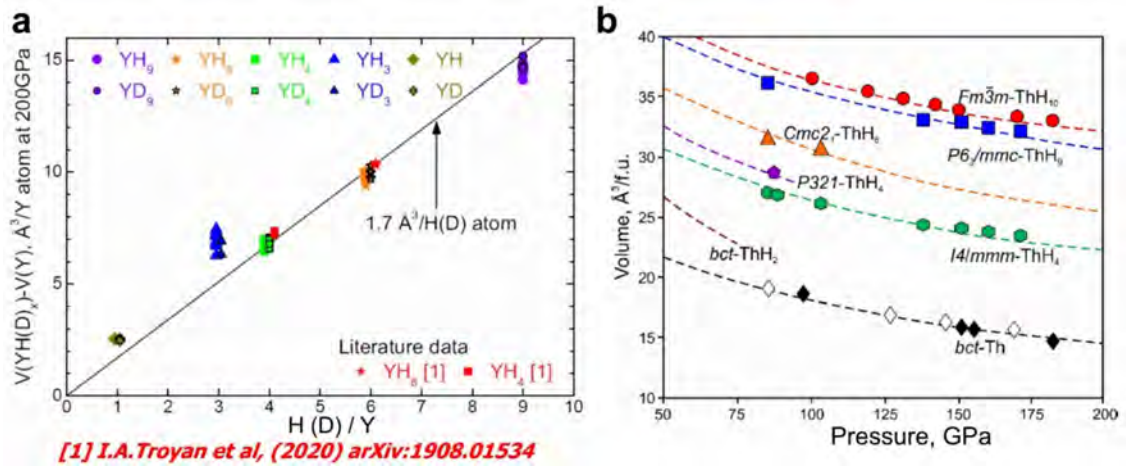 a
V(YH(D)ₓ)-V(Y), Å³/Y atom at 200GPa
15
10
5
0
YH₉ YH₆ YH₄ YH₃ YH
YD₉ YD₆ YD₄ YD₃ YD
1.7 Å³/H(D) atom
Literature data
YH₆ [1] YH₄ [1]
0 1 2 3 4 5 6 7 8 9 10
H (D) / Y
[1] I.A.Troyan et al, (2020) arXiv:1908.01534
b
Volume, Å³/f.u.
40
35
30
25
20
15
10
Fm3̅m-ThH₁₀
P6₃/mmc-ThH₉
Cmc2₁-ThH₆
P321-ThH₄
I4/mmm-ThH₄
bct-ThH₂
bct-Th
50 75 100 125 150 175 200
Pressure, GPa